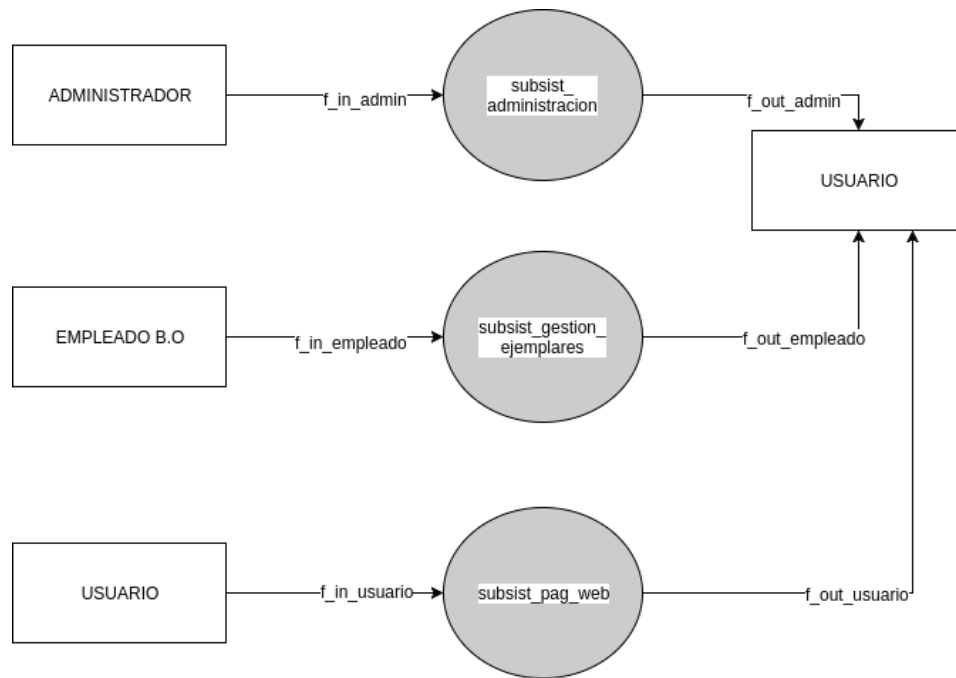 ADMINISTRADOR
f_in_admin
subsist_
administracion
f_out_admin
USUARIO
EMPLEADO B.O
f_in_empleado
subsist_gestion_
ejemplares
f_out_empleado
USUARIO
f_in_usuario
subsist_pag_web
f_out_usuario